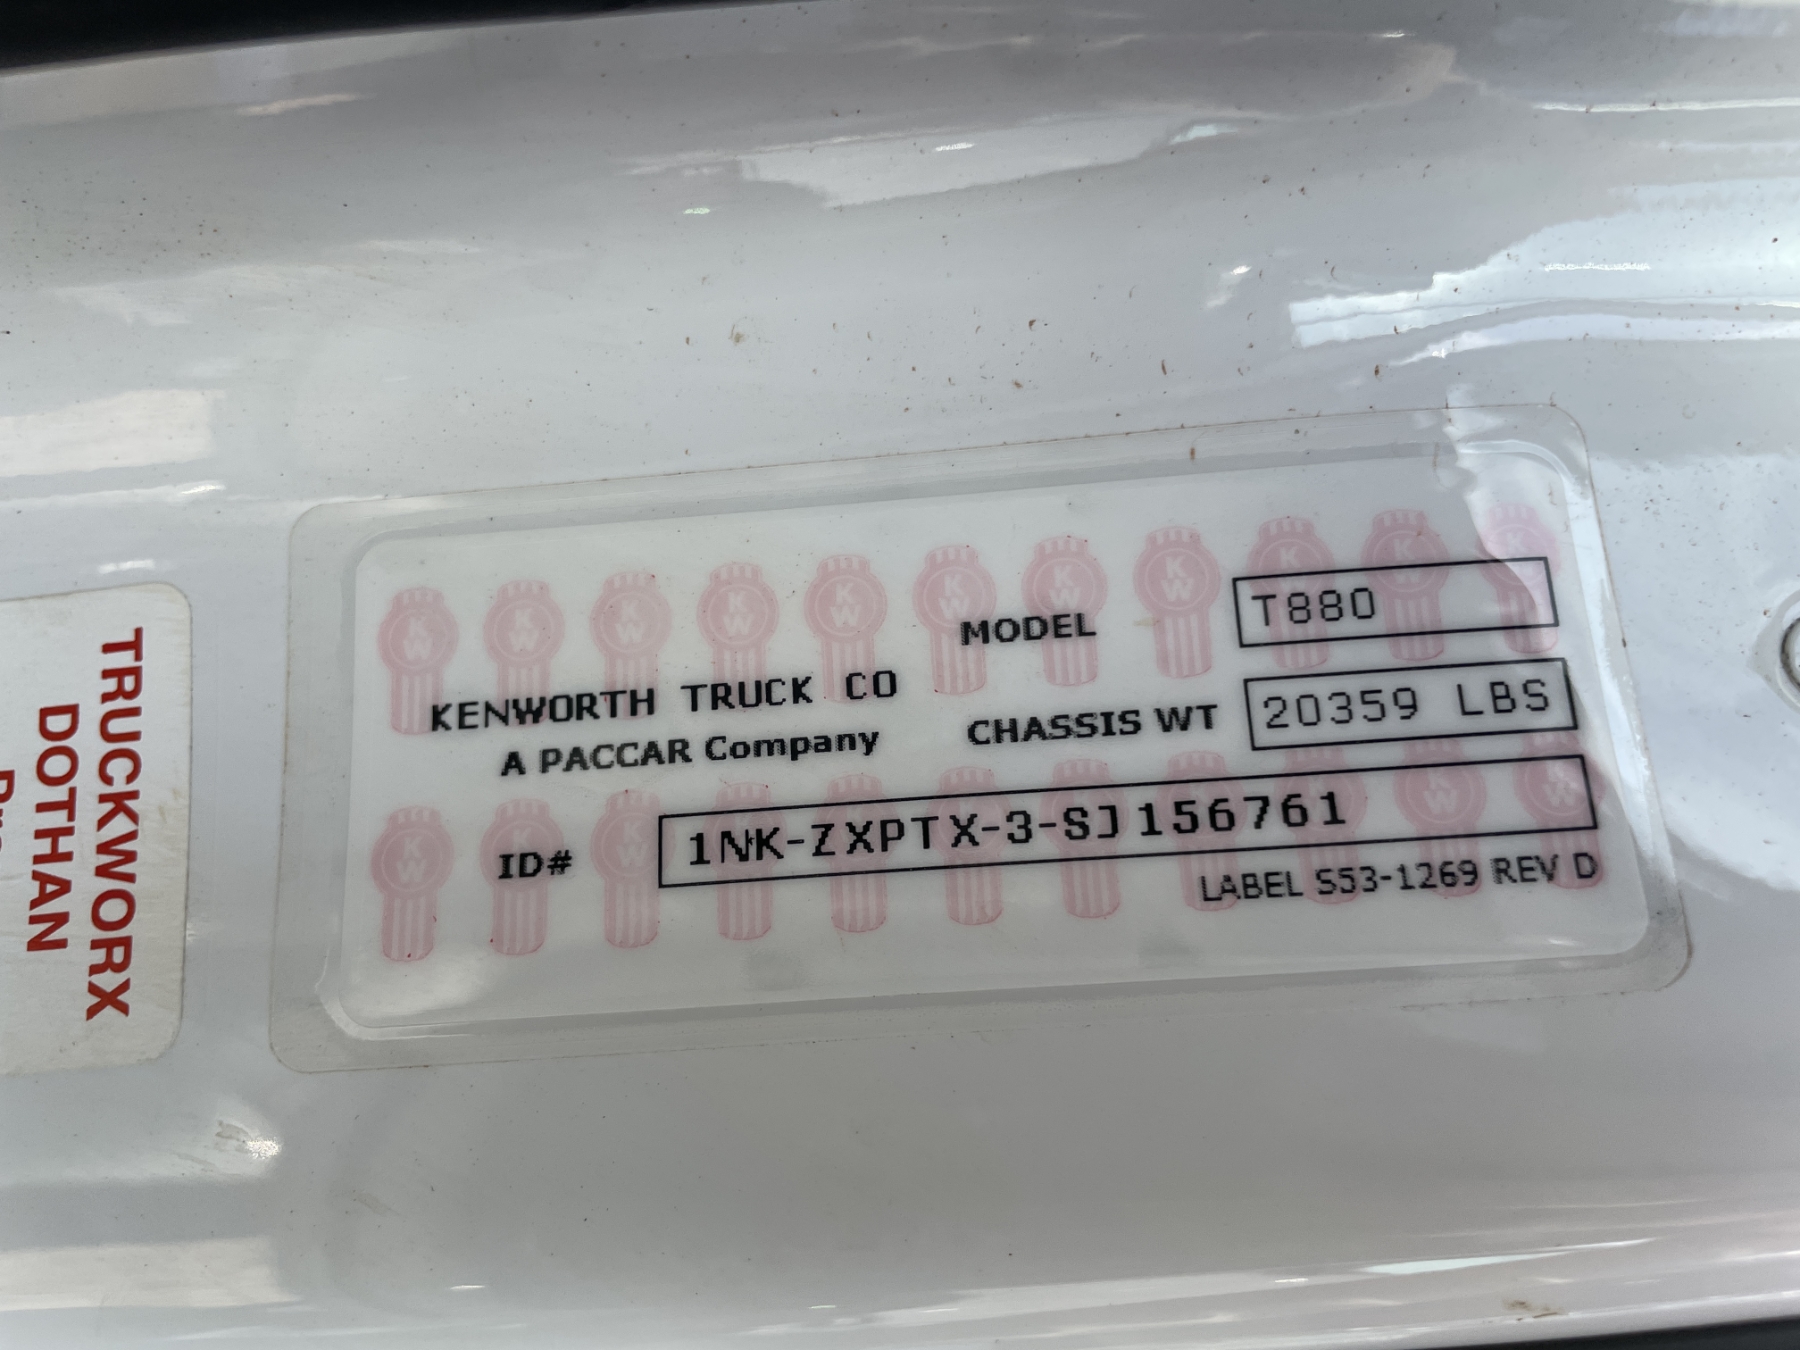 TRUCKWORX
DOTHAN
MODEL T880
KENWORTH TRUCK CO
A PACCAR Company
CHASSIS WT 20359 LBS
ID# 1NK-ZXPTX-3-SJ156761
LABEL S53-1269 REV D